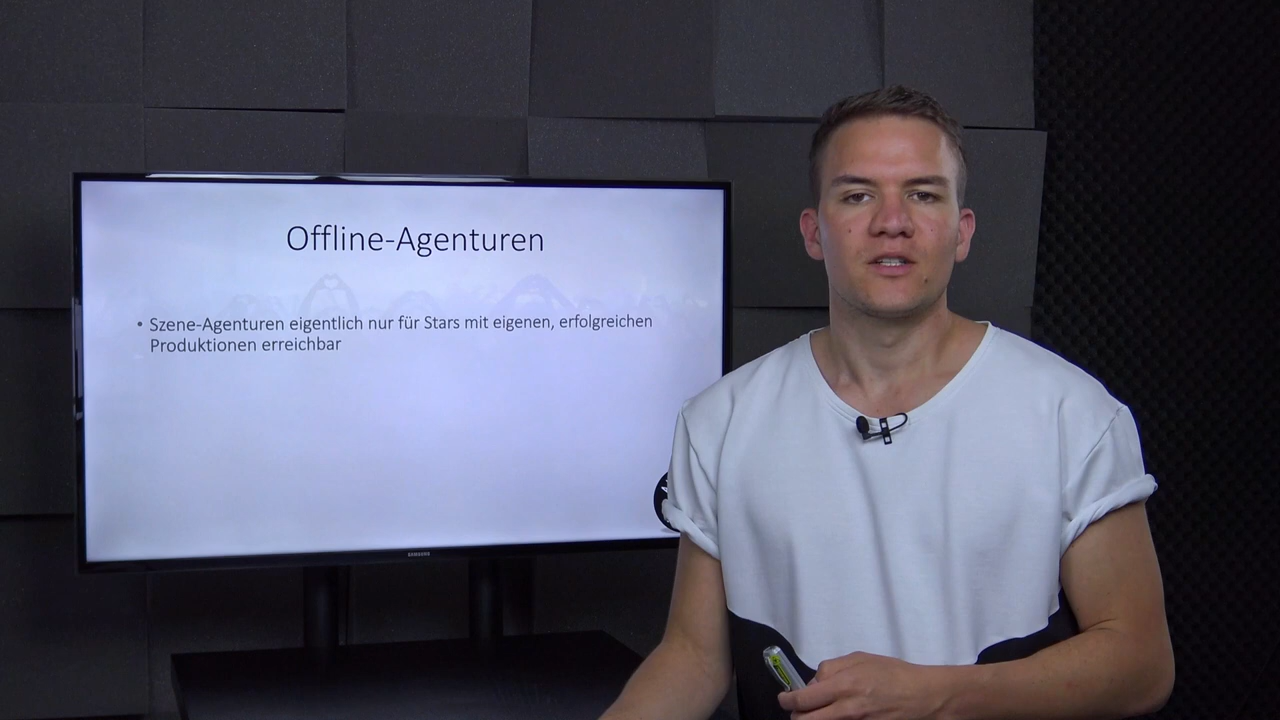 Offline-Agenturen
• Szene-Agenturen eigentlich nur für Stars mit eigenen, erfolgreichen
Produktionen erreichbar
SAMSUNG